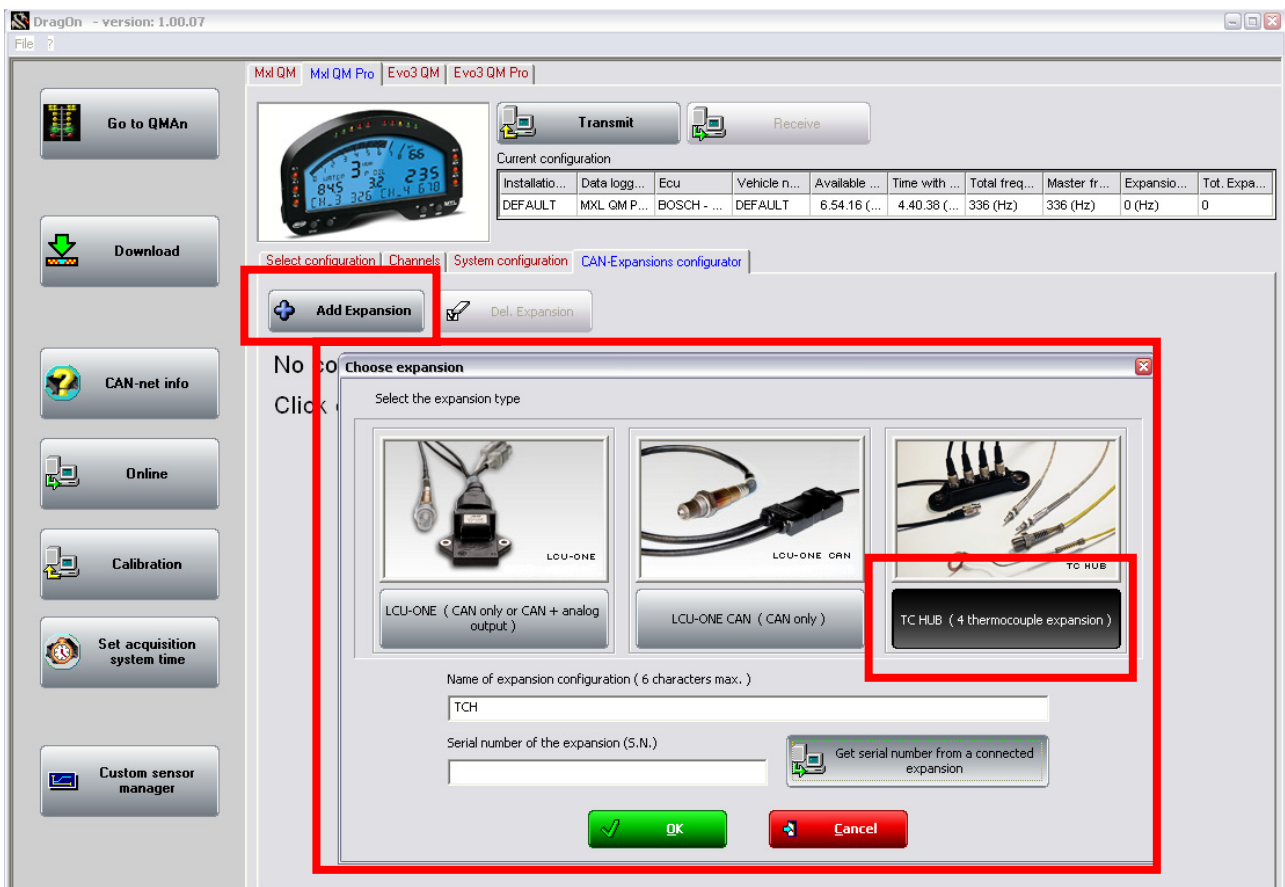 DragOn - version: 1.00.07
File ?
Mxl QM Mxl QM Pro Evo3 QM Evo3 QM Pro
Go to QMAn
Transmit
Receive
Current configuration
Installatio... Data logg... Ecu Vehicle n... Available ... Time with ... Total freq... Master fr... Expansio... Tot. Expa...
DEFAULT MXL QM P... BOSCH - ... DEFAULT 6.54.16 (... 4.40.38 (... 336 (Hz) 336 (Hz) 0 (Hz) 0
Download
Select configuration Channels System configuration CAN-Expansions configurator
Add Expansion
Del. Expansion
No co
Click
CAN-net info
Online
Calibration
Set acquisition
system time
Custom sensor
manager
Choose expansion
Select the expansion type
LCU-ONE
LCU-ONE CAN
TC HUB
LCU-ONE ( CAN only or CAN + analog
output )
LCU-ONE CAN ( CAN only )
TC HUB ( 4 thermocouple expansion )
Name of expansion configuration ( 6 characters max. )
TCH
Serial number of the expansion (S.N.)
Get serial number from a connected
expansion
OK
Cancel